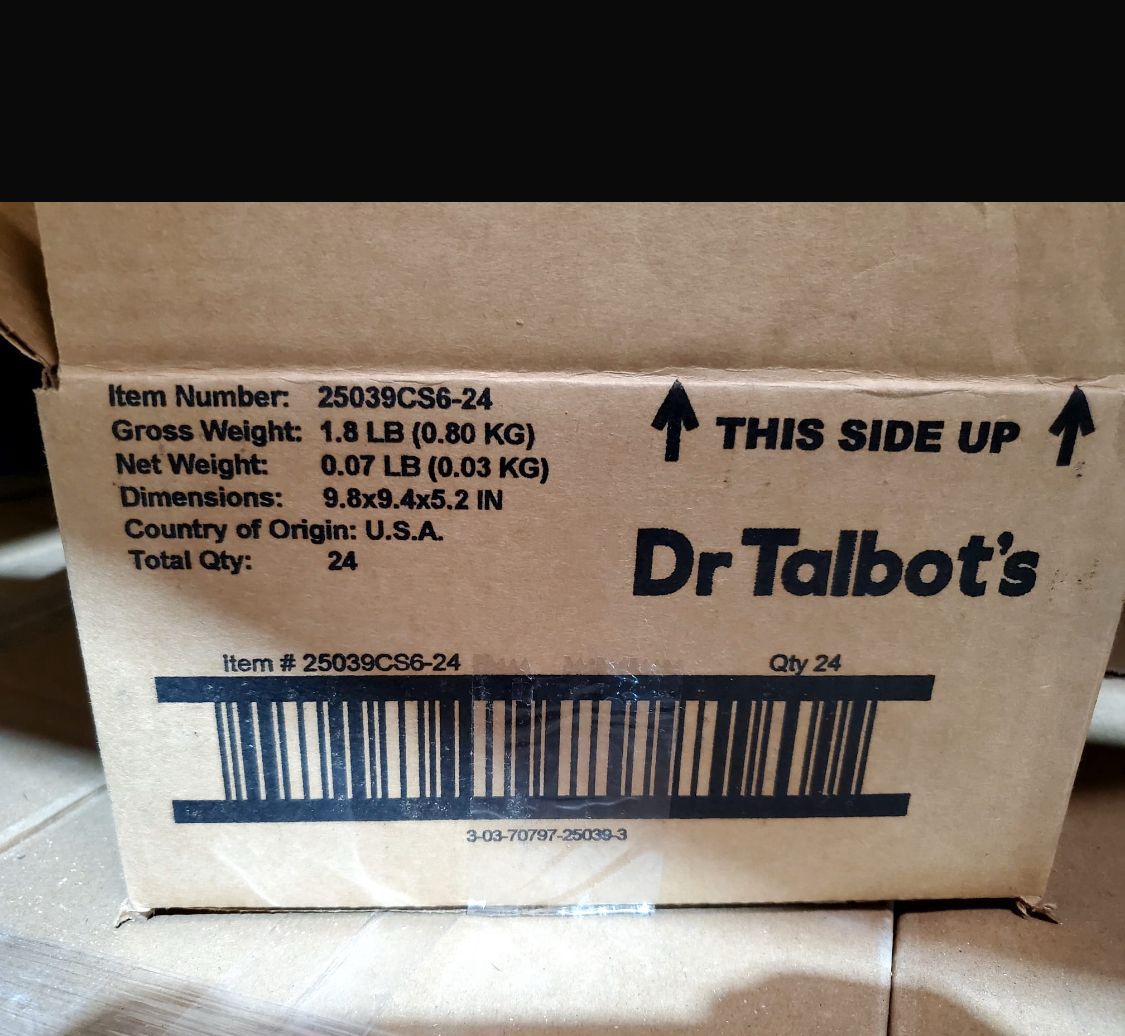 Item Number: 25039CS6-24
Gross Weight: 1.8 LB (0.80 KG)
Net Weight: 0.07 LB (0.03 KG)
Dimensions: 9.8x9.4x5.2 IN
Country of Origin: U.S.A.
Total Qty: 24
THIS SIDE UP
Dr Talbot's
Item # 25039CS6-24 Qty 24
3-03-70797-25039-3